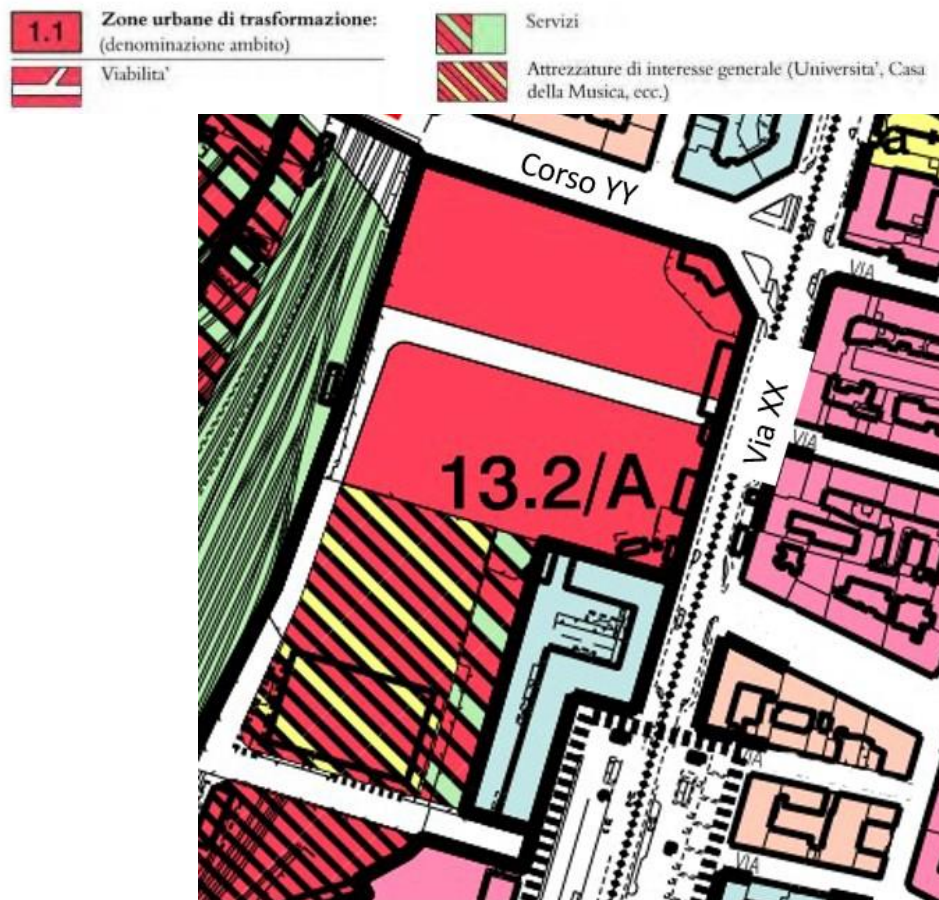 1.1
Zone urbane di trasformazione:
(denominazione ambito)
Viabilita'
Servizi
Attrezzature di interesse generale (Universita', Casa
della Musica, ecc.)
a
Corso YY
VIA
Via XX
VIA
13.2/A
VIA
VIA